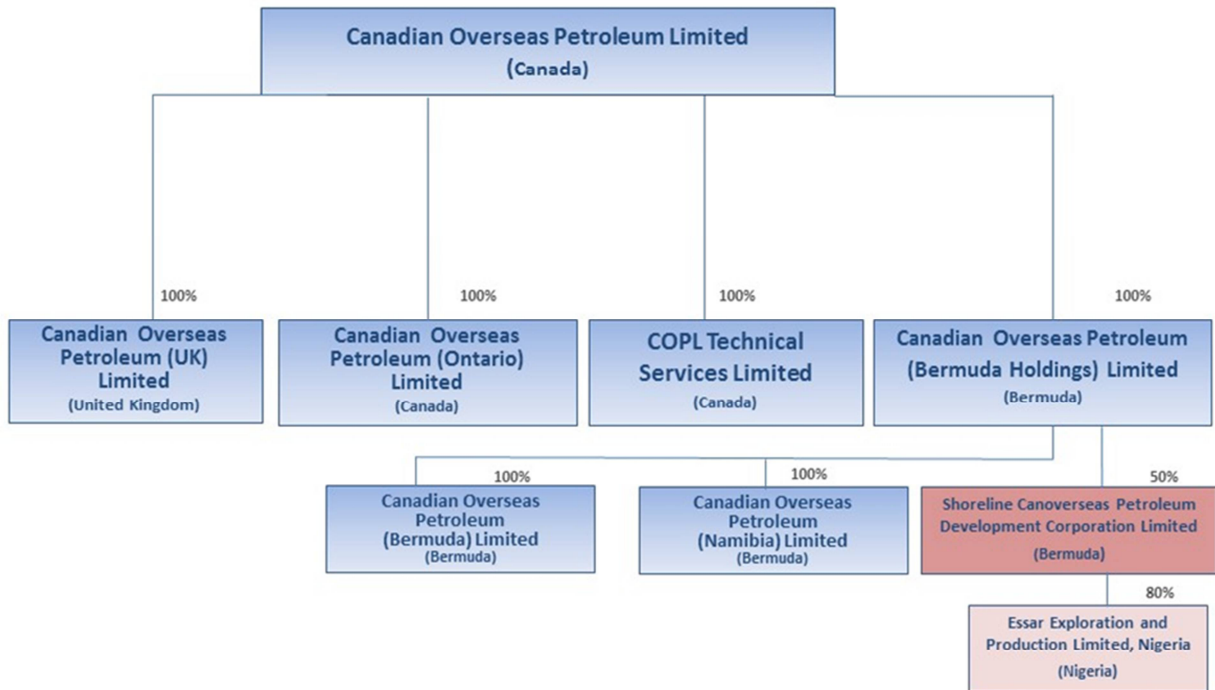 Canadian Overseas Petroleum Limited
(Canada)
100%
100%
100%
100%
Canadian Overseas
Petroleum (UK)
Limited
(United Kingdom)
Canadian Overseas
Petroleum (Ontario)
Limited
(Canada)
COPL Technical
Services Limited
(Canada)
Canadian Overseas Petroleum
(Bermuda Holdings) Limited
(Bermuda)
100%
100%
50%
Canadian Overseas
Petroleum
(Bermuda) Limited
(Bermuda)
Canadian Overseas
Petroleum
(Namibia) Limited
(Bermuda)
Shoreline Canoverseas Petroleum
Development Corporation Limited
(Bermuda)
80%
Essar Exploration and
Production Limited, Nigeria
(Nigeria)